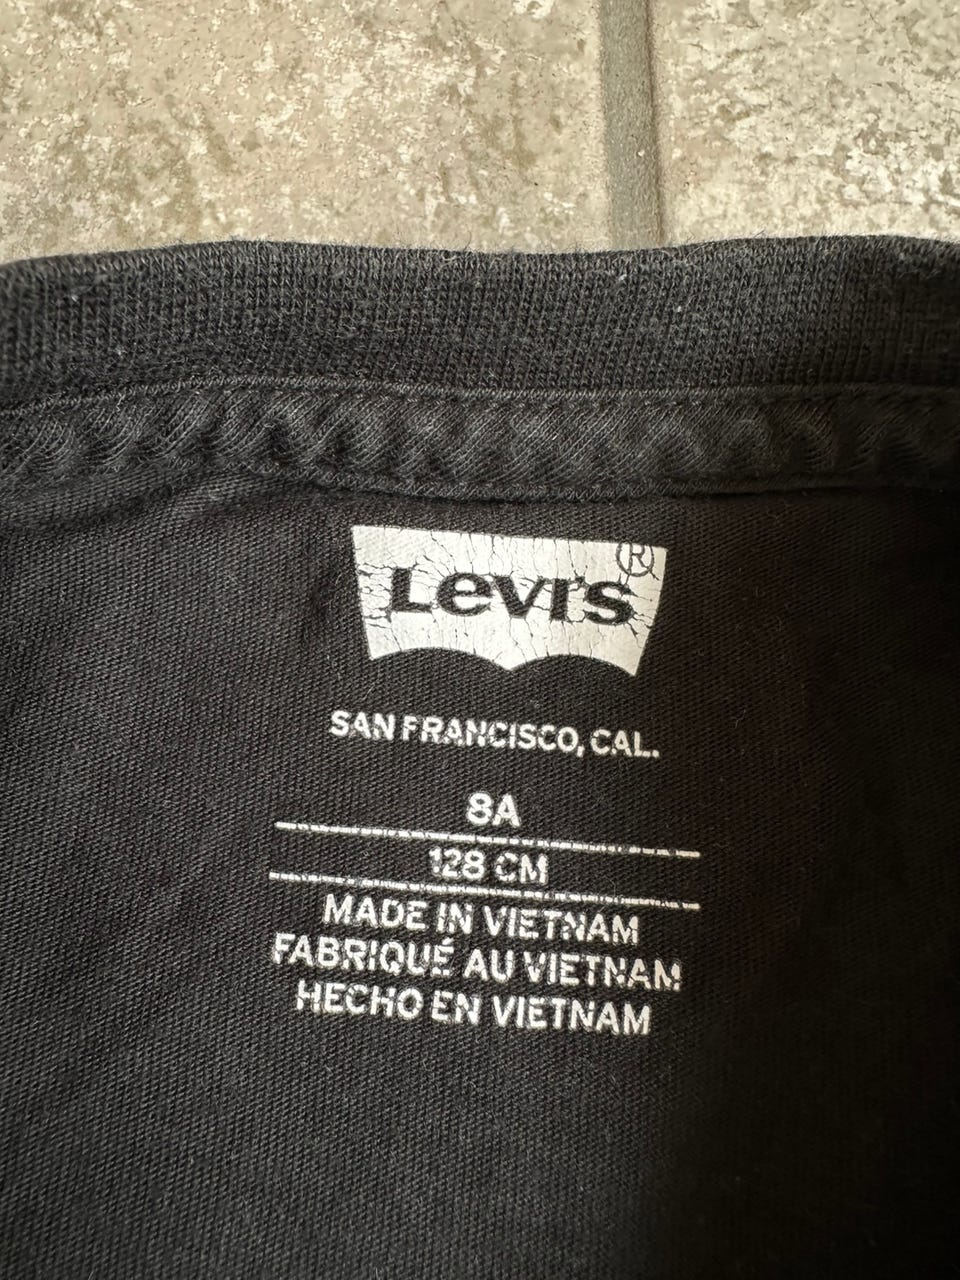 Levi's ®
SAN FRANCISCO, CAL.
8A
128 CM
MADE IN VIETNAM
FABRIQUÉ AU VIETNAM
HECHO EN VIETNAM